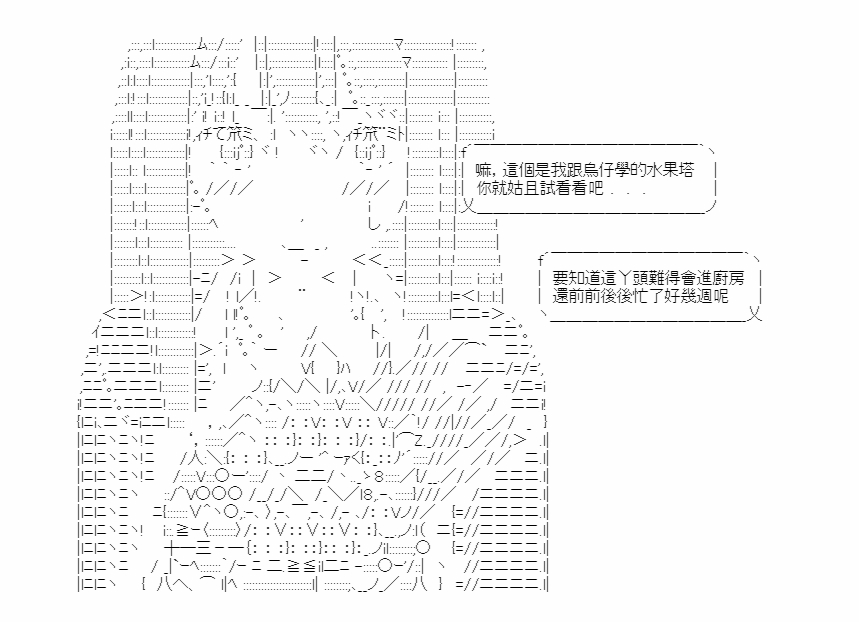 嘛，這個是我跟烏仔學的水果塔
你就姑且試看看吧．．．
要知道這丫頭難得會進廚房
還前前後後忙了好幾週呢